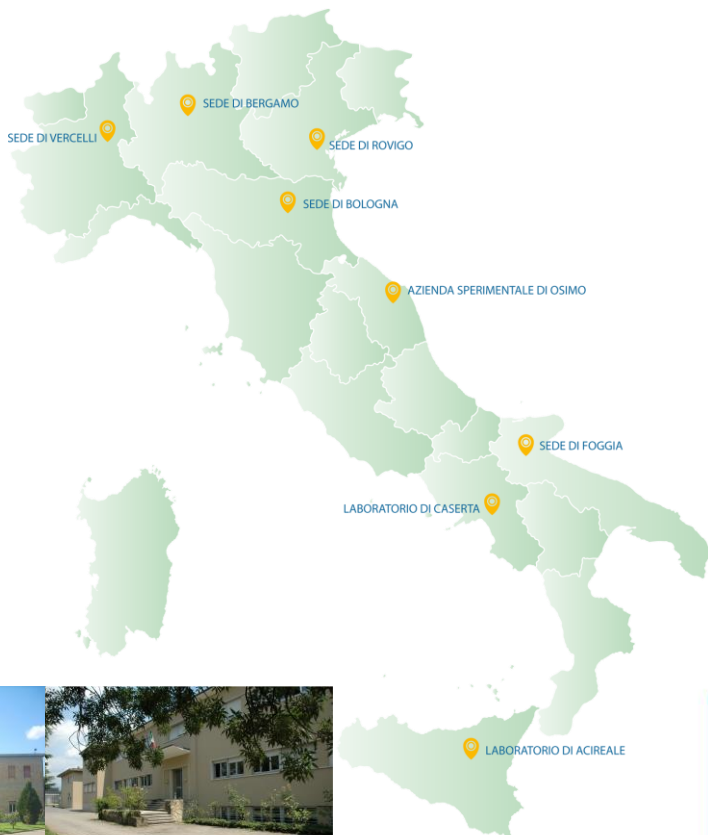 SEDE DI BERGAMO
SEDE DI VERCELLI
SEDE DI ROVIGO
SEDE DI BOLOGNA
AZIENDA SPERIMENTALE DI OSIMO
SEDE DI FOGGIA
LABORATORIO DI CASERTA
LABORATORIO DI ACIREALE